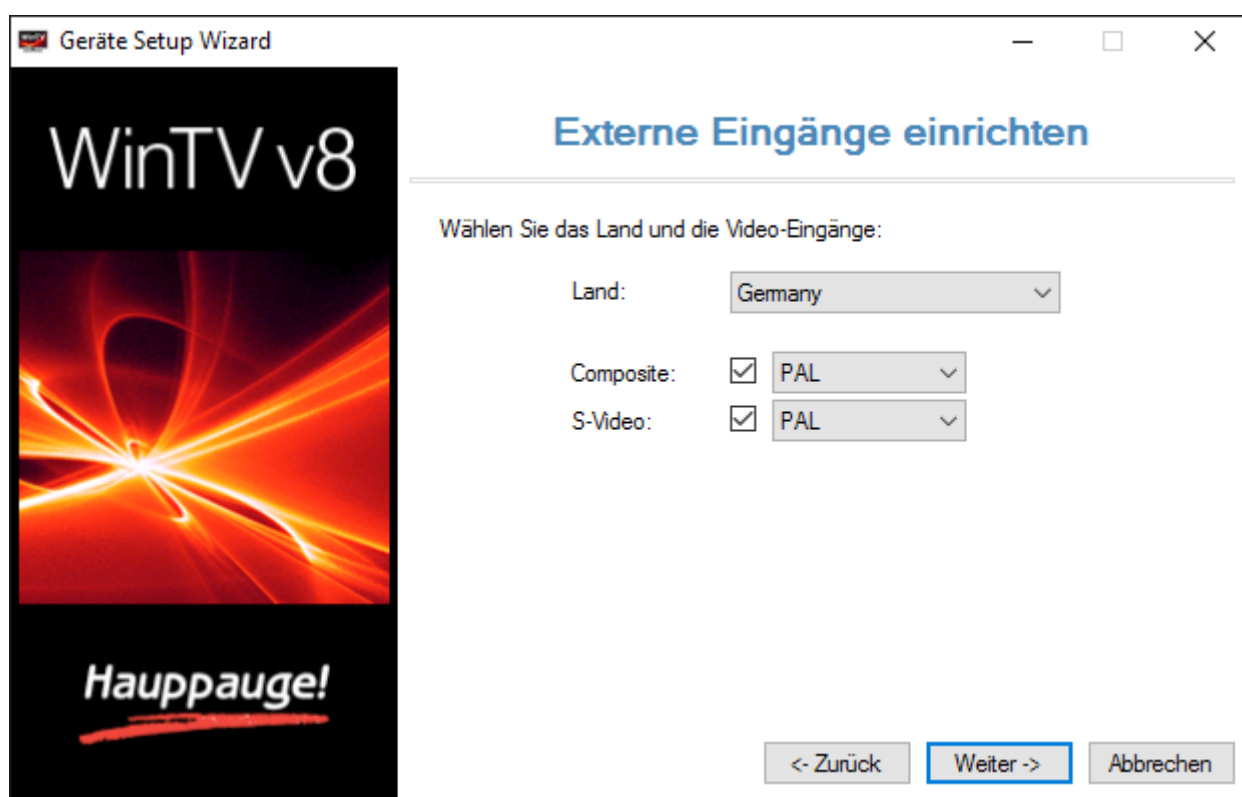 Geräte Setup Wizard
WinTV v8
Externe Eingänge einrichten
Wählen Sie das Land und die Video-Eingänge:
Land: Germany
Composite: PAL
S-Video: PAL
Hauppauge!
<- Zurück Weiter -> Abbrechen